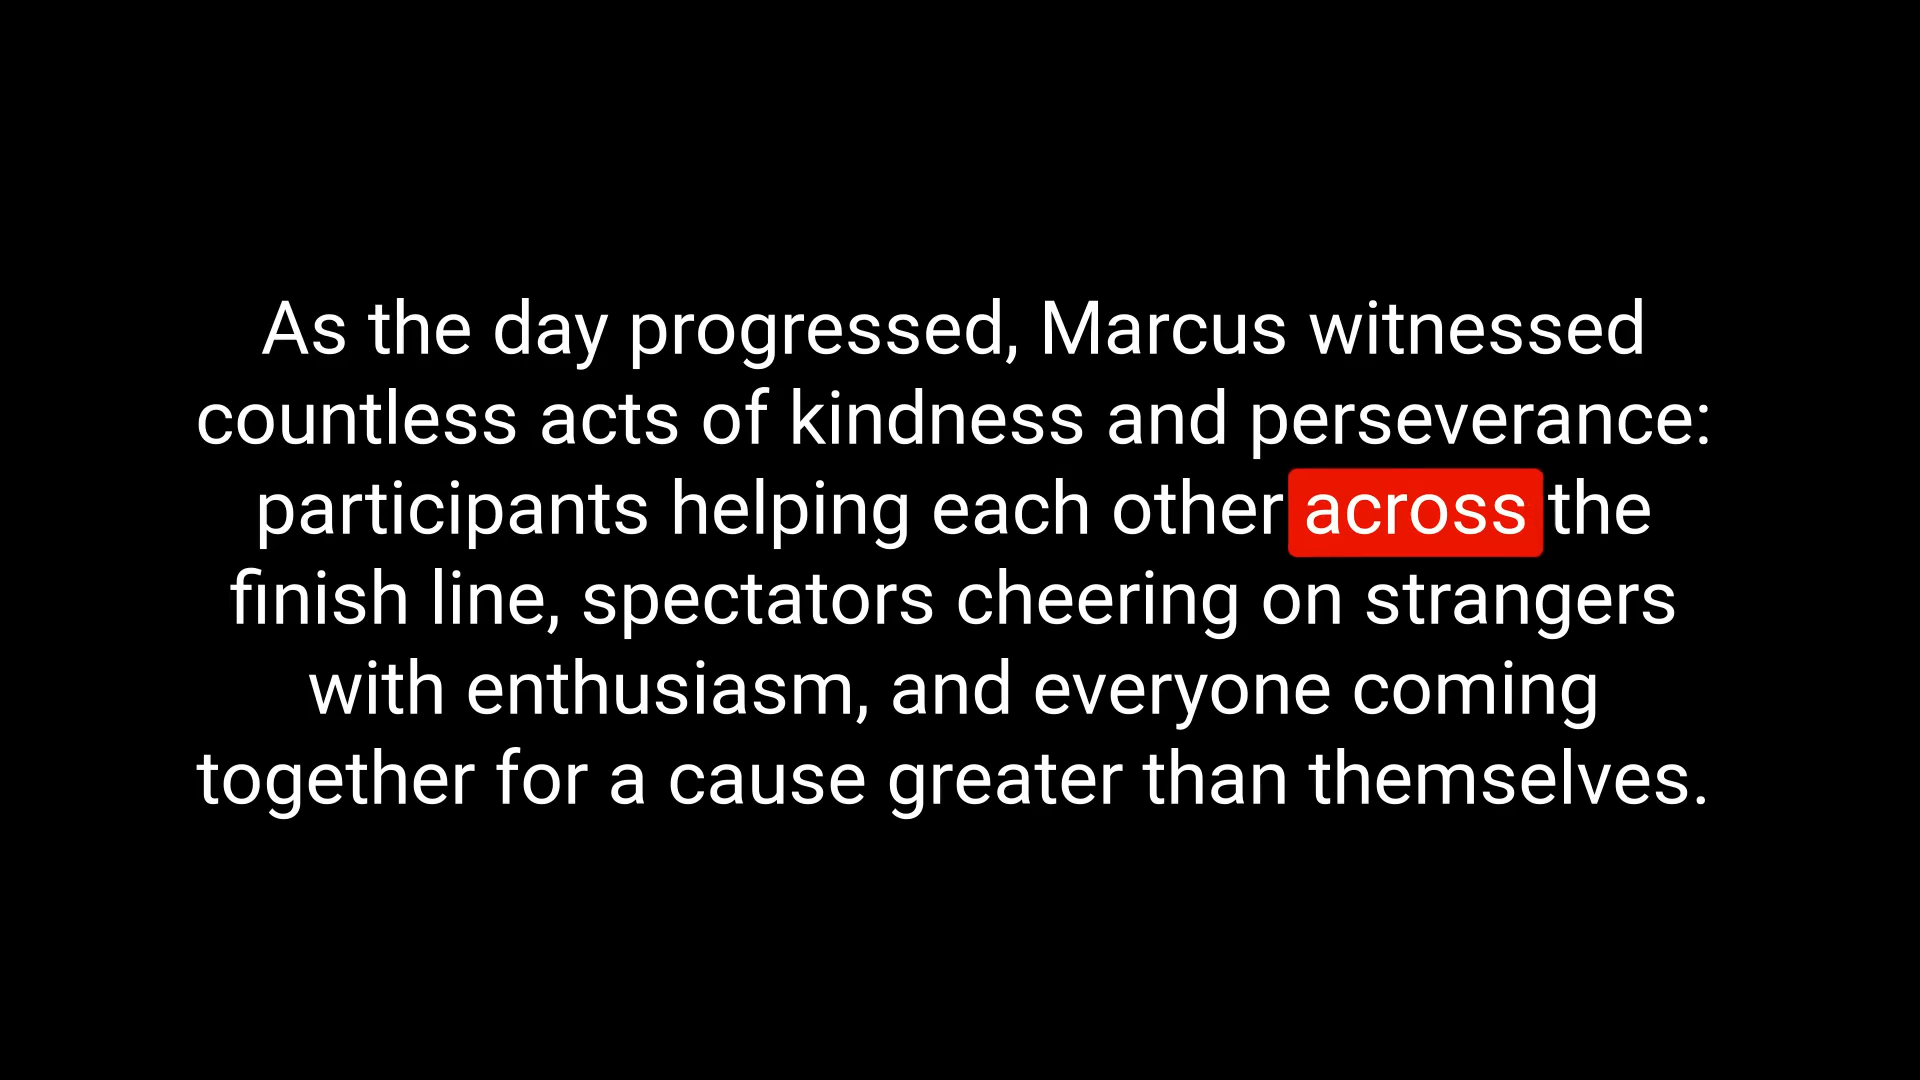 As the day progressed, Marcus witnessed
countless acts of kindness and perseverance:
participants helping each other across the
finish line, spectators cheering on strangers
with enthusiasm, and everyone coming
together for a cause greater than themselves.